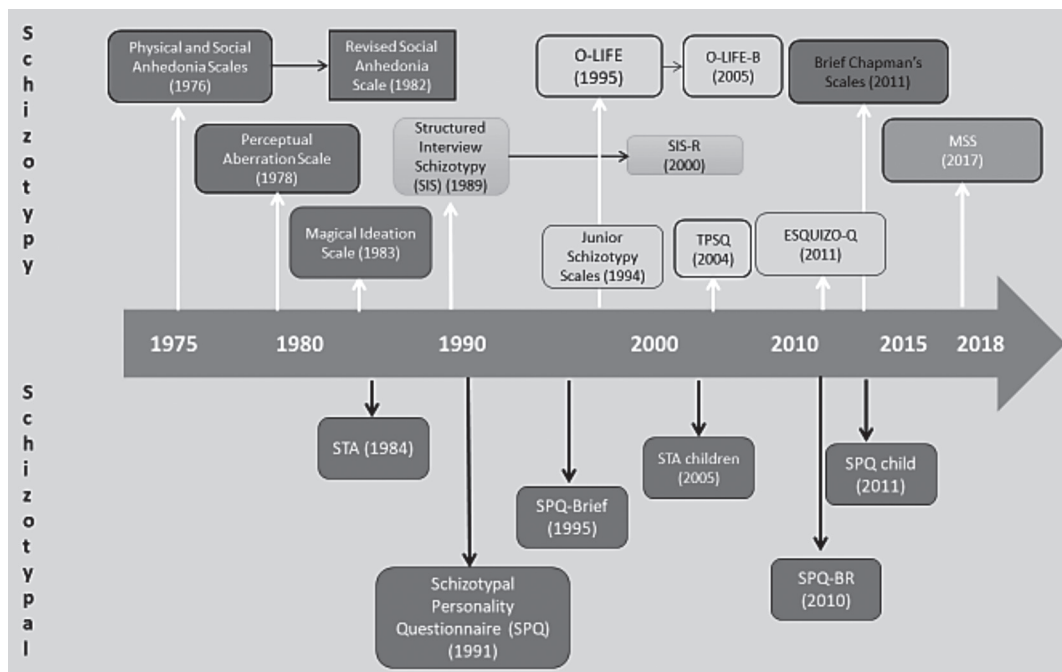 Schizotypy
Physical and Social
Anhedonia Scales
(1976)
Revised Social
Anhedonia
Scale (1982)
O-LIFE
(1995)
O-LIFE-B
(2005)
Brief Chapman's
Scales (2011)
Perceptual
Aberration Scale
(1978)
Structured
Interview
Schizotypy
(SIS) (1989)
SIS-R
(2000)
MSS
(2017)
Magical Ideation
Scale (1983)
Junior
Schizotypy
Scales (1994)
TPSQ
(2004)
ESQUIZO-Q
(2011)
1975 1980 1990 2000 2010 2015 2018
Schizotypal
STA (1984)
SPQ-Brief
(1995)
STA children
(2005)
SPQ child
(2011)
Schizotypal
Personality
Questionnaire (SPQ)
(1991)
SPQ-BR
(2010)